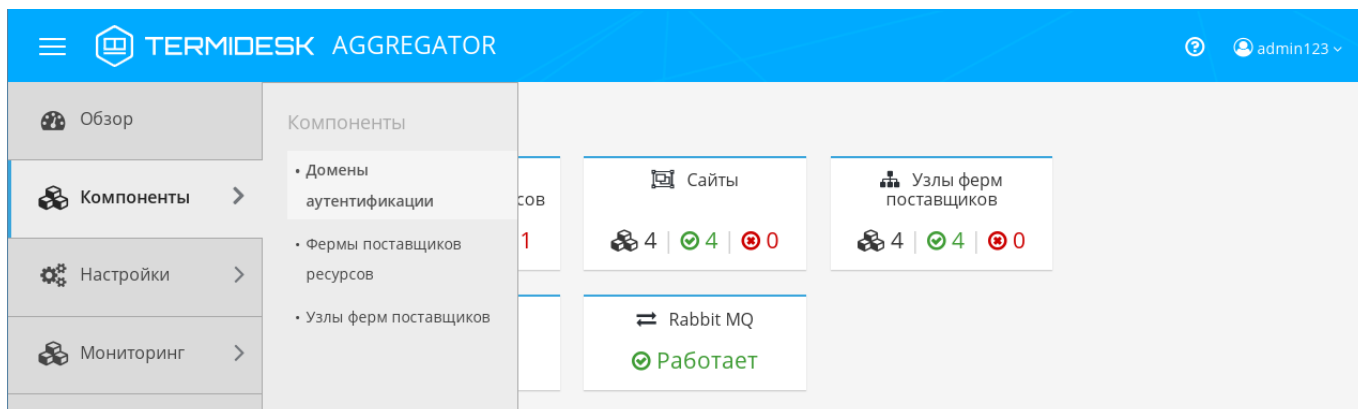 TERMIDESK AGGREGATOR
admin123
Обзор
Компоненты
Настройки
Мониторинг
Компоненты
• Домены
аутентификации
• Фермы поставщиков
ресурсов
• Узлы ферм поставщиков
сов
1
Сайты
4 | 4 | 0
Узлы ферм
поставщиков
4 | 4 | 0
Rabbit MQ
Работает